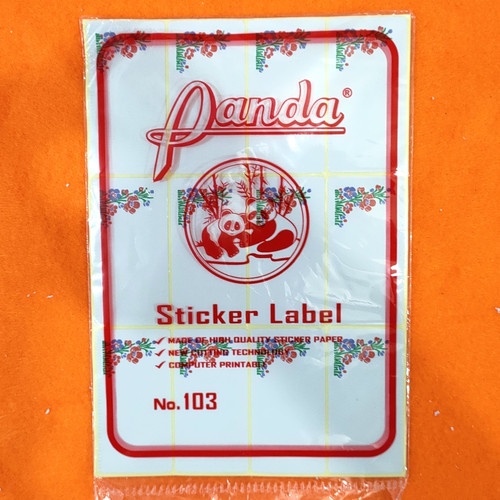 Panda®
Sticker Label
✓ MADE OF HIGH QUALITY STICKER PAPER
✓ NEW CUTTING TECHNOLOGY
✓ COMPUTER PRINTABLE
No.103